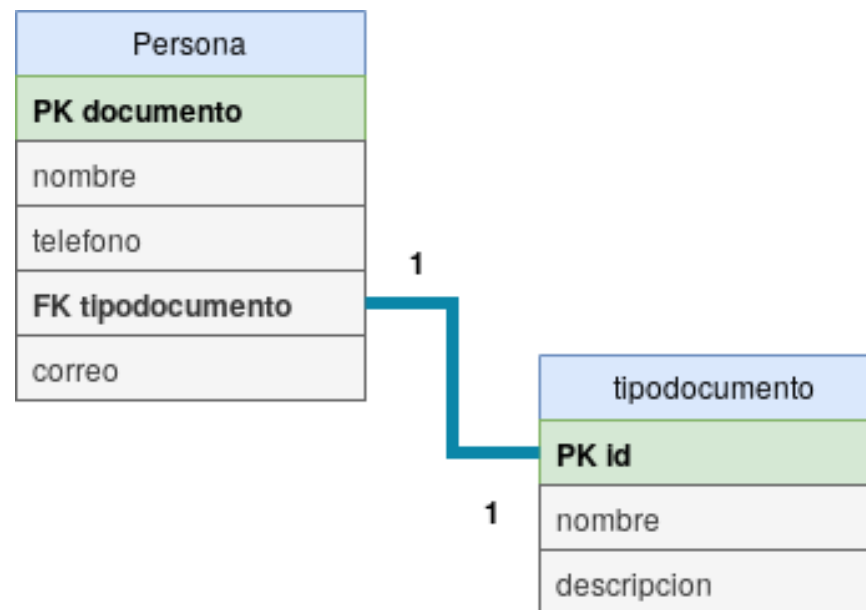 Persona
PK documento
nombre
telefono
FK tipodocumento
correo
1
1
tipodocumento
PK id
nombre
descripcion